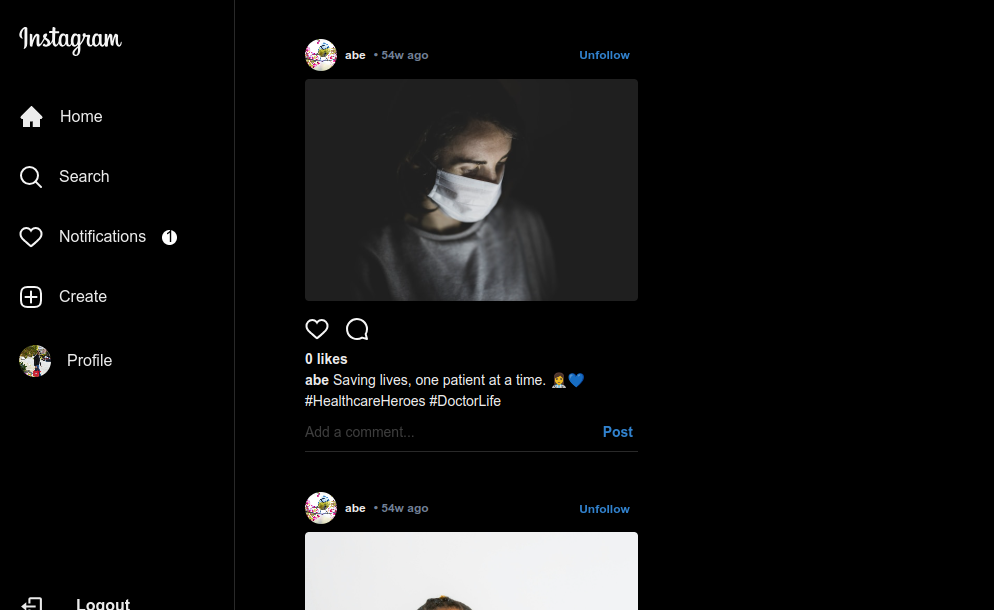 Instagram
Home
Search
Notifications 1
Create
Profile
Logout
abe • 54w ago Unfollow
0 likes
abe Saving lives, one patient at a time. 👩‍⚕️💙
#HealthcareHeroes #DoctorLife
Add a comment... Post
abe • 54w ago Unfollow